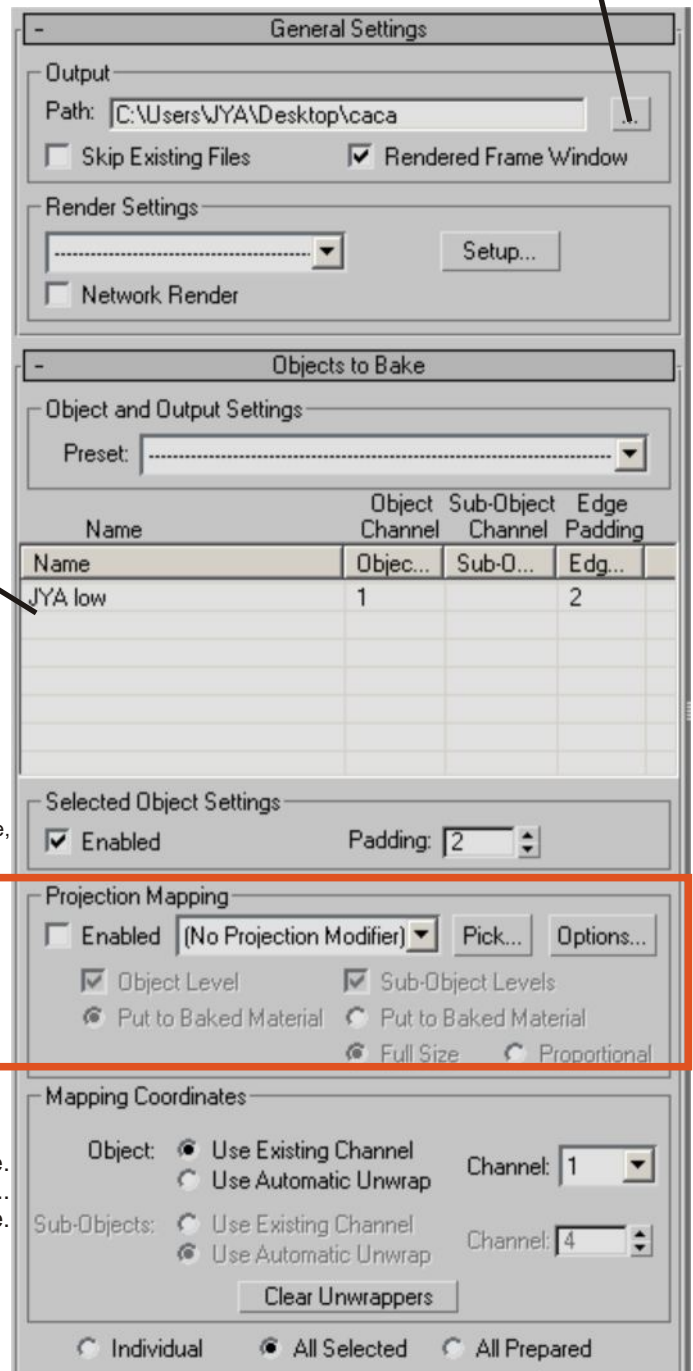 - General Settings
Output
Path: C:\Users\JYA\Desktop\caca ...
Skip Existing Files Rendered Frame Window
Render Settings
Setup...
Network Render
- Objects to Bake
Object and Output Settings
Preset:
Name Object Channel Sub-Object Channel Edge Padding
Name Objec... Sub-O... Edg...
JYA low 1 2
Selected Object Settings
e,
Enabled Padding: 2
Projection Mapping
Enabled (No Projection Modifier) Pick... Options...
Object Level Sub-Object Levels
Put to Baked Material Put to Baked Material
Full Size Proportional
Mapping Coordinates
Object: Use Existing Channel Channel: 1
e.
Use Automatic Unwrap
..
Sub-Objects: Use Existing Channel Channel: 4
e.
Use Automatic Unwrap
Clear Unwrappers
Individual All Selected All Prepared